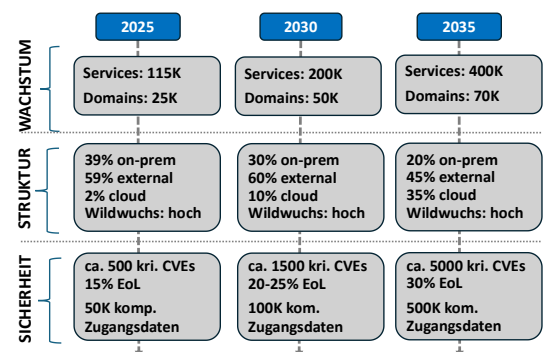 2025
2030
2035
WACHSTUM
Services: 115K
Domains: 25K
Services: 200K
Domains: 50K
Services: 400K
Domains: 70K
STRUKTUR
39% on-prem
59% external
2% cloud
Wildwuchs: hoch
30% on-prem
60% external
10% cloud
Wildwuchs: hoch
20% on-prem
45% external
35% cloud
Wildwuchs: hoch
SICHERHEIT
ca. 500 kri. CVEs
15% EoL
50K komp.
Zugangsdaten
ca. 1500 kri. CVEs
20-25% EoL
100K kom.
Zugangsdaten
ca. 5000 kri. CVEs
30% EoL
500K kom.
Zugangsdaten